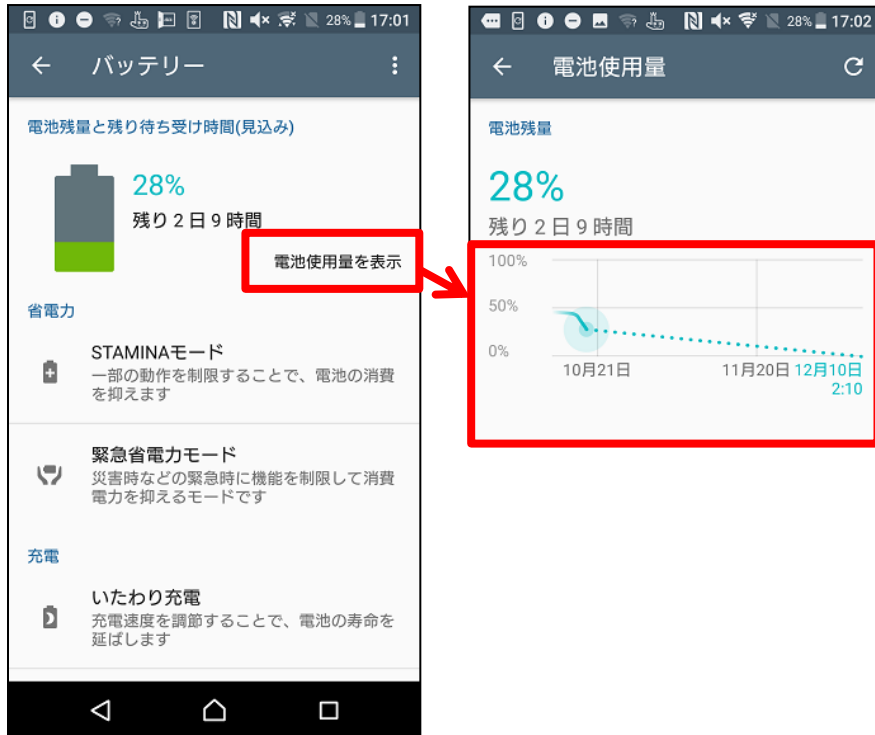 28% 17:01
バッテリー
電池残量と残り待ち受け時間(見込み)
28%
残り 2 日 9 時間
電池使用量を表示
省電力
STAMINAモード
一部の動作を制限することで、電池の消費
を抑えます
緊急省電力モード
災害時などの緊急時に機能を制限して消費
電力を抑えるモードです
充電
いたわり充電
充電速度を調節することで、電池の寿命を
延ばします
28% 17:02
電池使用量
電池残量
28%
残り 2 日 9 時間
100%
50%
0%
10月21日
11月20日 12月10日
2:10